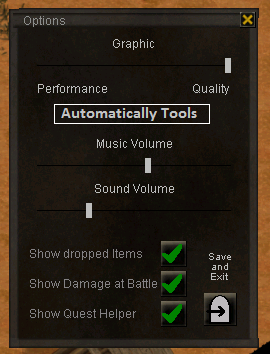 Options
Graphic
Performance Quality
Automatically Tools
Music Volume
Sound Volume
Show dropped Items
Show Damage at Battle
Show Quest Helper
Save
and
Exit